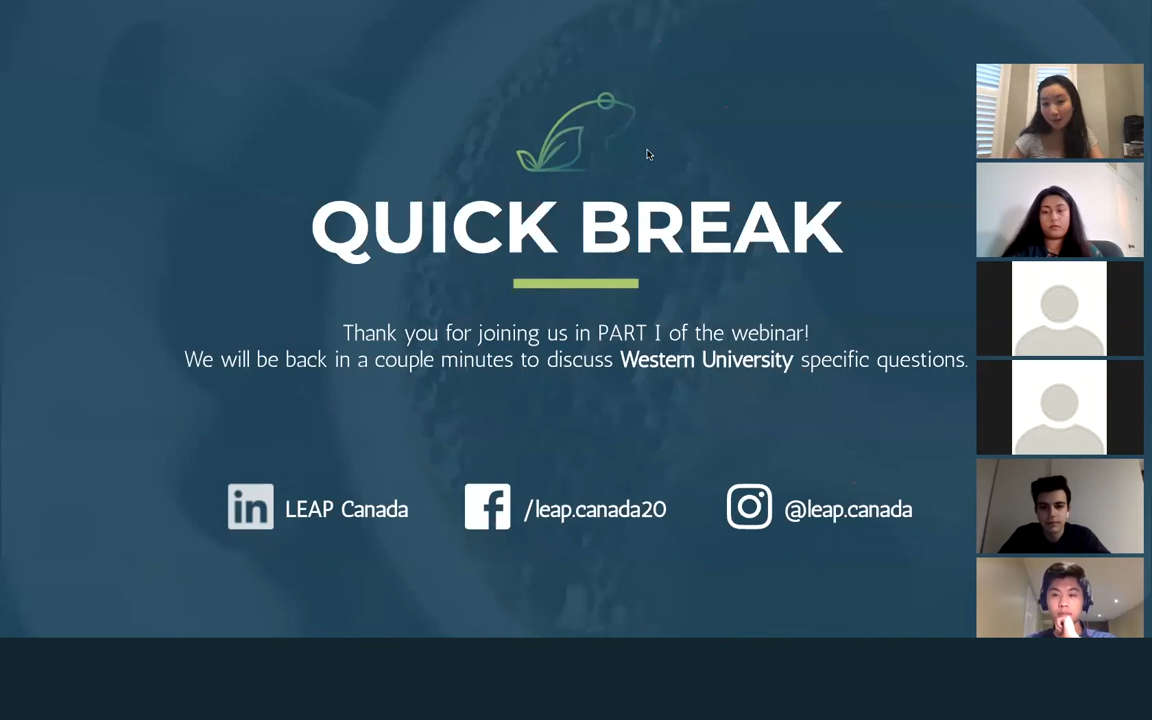 QUICK BREAK
Thank you for joining us in PART I of the webinar!
We will be back in a couple minutes to discuss Western University specific questions.
in LEAP Canada
f /leap.canada20
@leap.canada